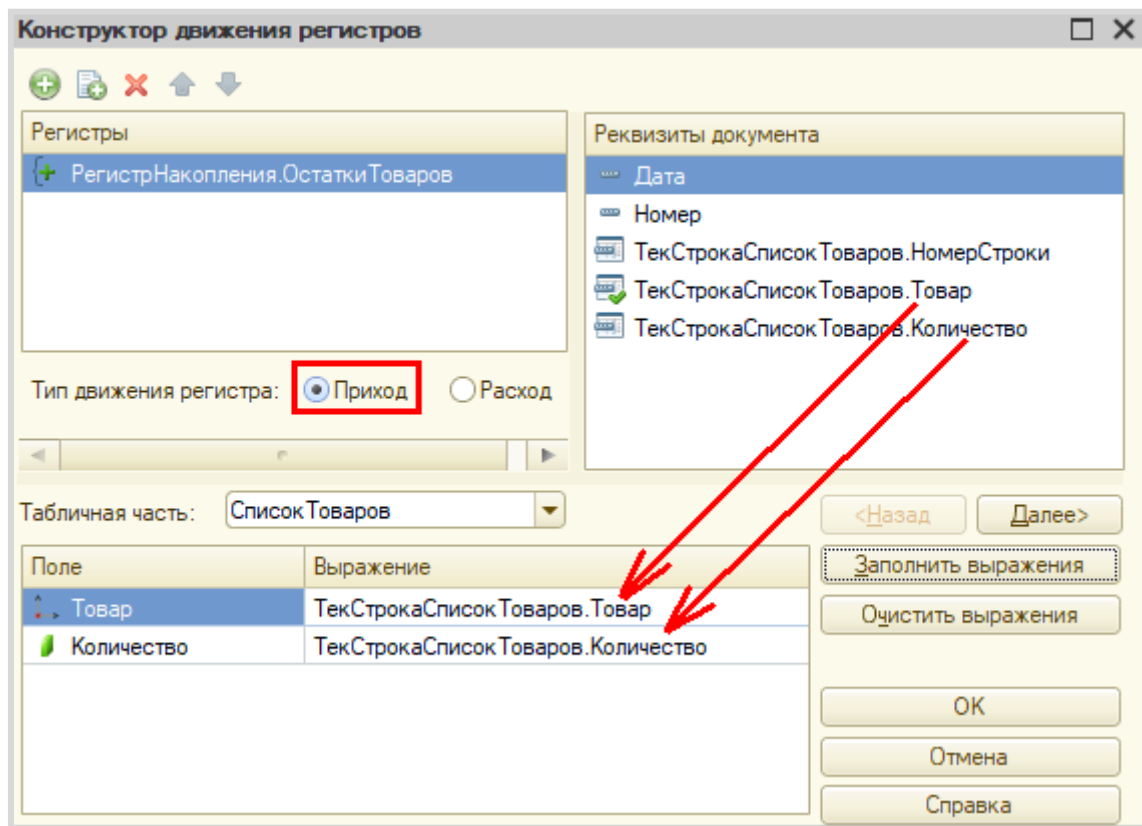 Конструктор движения регистров
Регистры
РегистрНакопления.ОстаткиТоваров
Реквизиты документа
Дата
Номер
ТекСтрокаСписокТоваров.НомерСтроки
ТекСтрокаСписокТоваров.Товар
ТекСтрокаСписокТоваров.Количество
Тип движения регистра: Приход Расход
Табличная часть: СписокТоваров
<Назад Далее>
Поле Выражение
Товар ТекСтрокаСписокТоваров.Товар
Количество ТекСтрокаСписокТоваров.Количество
Заполнить выражения
Очистить выражения
ОК
Отмена
Справка